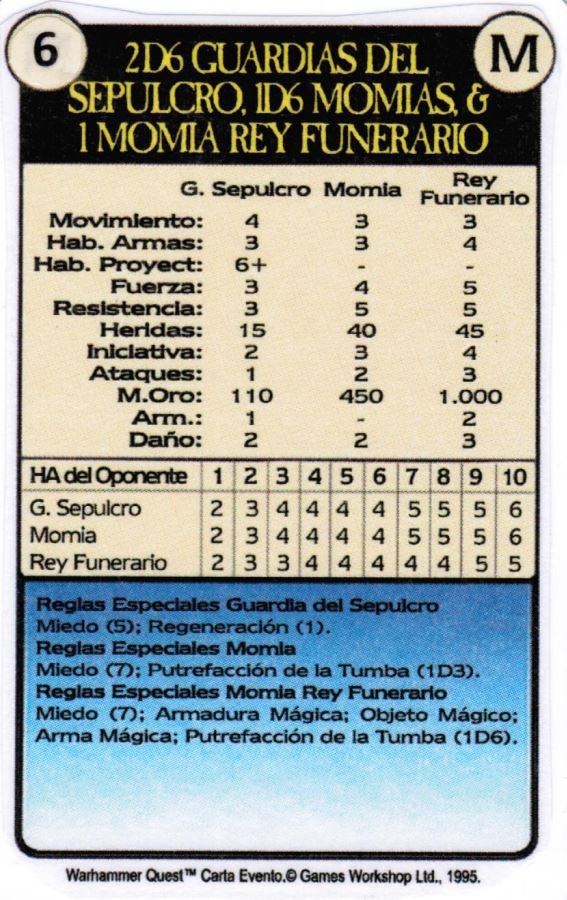 6
M
2D6 GUARDIAS DEL
SEPULCRO, 1D6 MOMIAS, &
1 MOMIA REY FUNERARIO
G. Sepulcro Momia Rey Funerario
Movimiento: 4 3 3
Hab. Armas: 3 3 4
Hab. Proyect: 6+ - -
Fuerza: 3 4 5
Resistencia: 3 5 5
Heridas: 15 40 45
Iniciativa: 2 3 4
Ataques: 1 2 3
M.Oro: 110 450 1.000
Arm.: 1 - 2
Daño: 2 2 3
HA del Oponente 1 2 3 4 5 6 7 8 9 10
G. Sepulcro 2 3 4 4 4 4 5 5 5 6
Momia 2 3 4 4 4 4 5 5 5 6
Rey Funerario 2 3 3 4 4 4 4 4 5 5
Reglas Especiales Guardia del Sepulcro
Miedo (5); Regeneración (1).
Reglas Especiales Momia
Miedo (7); Putrefacción de la Tumba (1D3).
Reglas Especiales Momia Rey Funerario
Miedo (7); Armadura Mágica; Objeto Mágico;
Arma Mágica; Putrefacción de la Tumba (1D6).
Warhammer Quest™ Carta Evento.© Games Workshop Ltd., 1995.